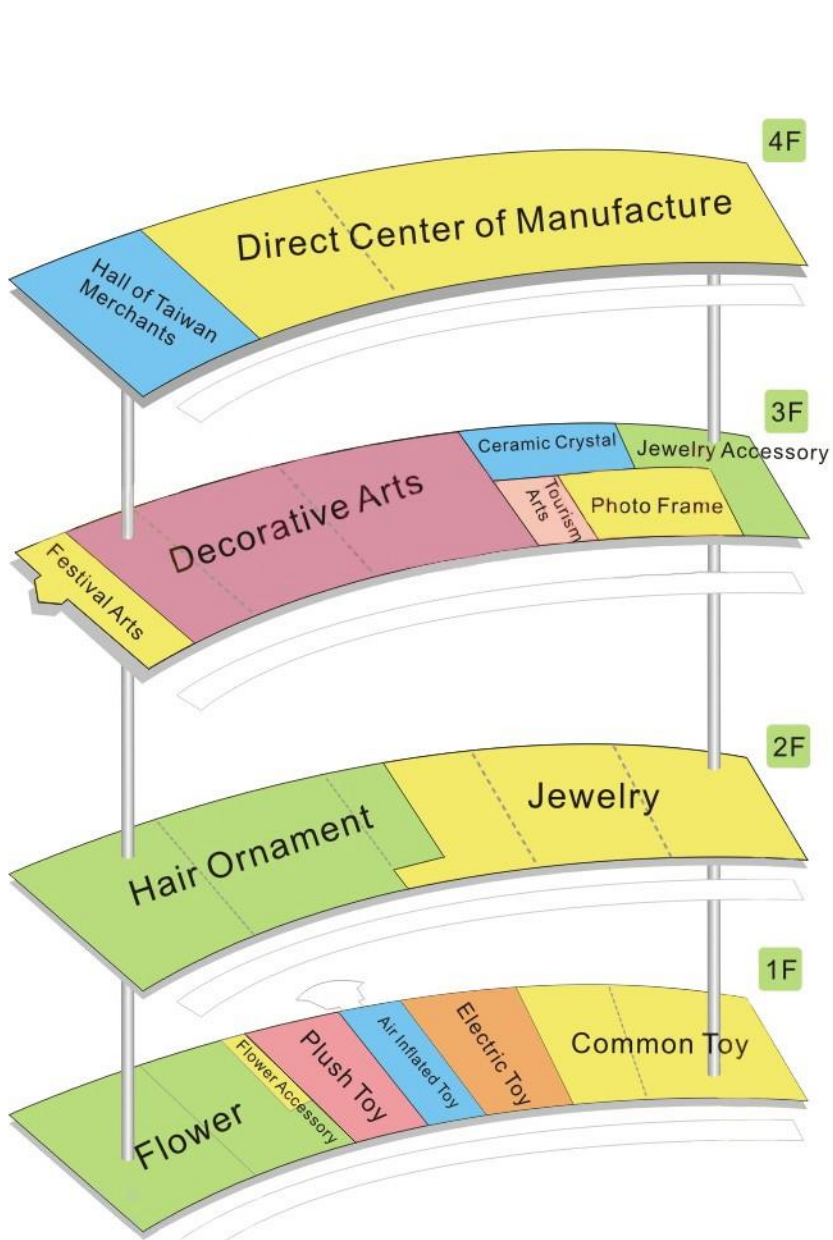 4F
Direct Center of Manufacture
Hall of Taiwan
Merchants
3F
Ceramic Crystal
Jewelry Accessory
Decorative Arts
Tourism
Arts
Photo Frame
Festival Arts
2F
Jewelry
Hair Ornament
1F
Common Toy
Electric Toy
Air Inflated Toy
Plush Toy
Flower Accessory
Flower